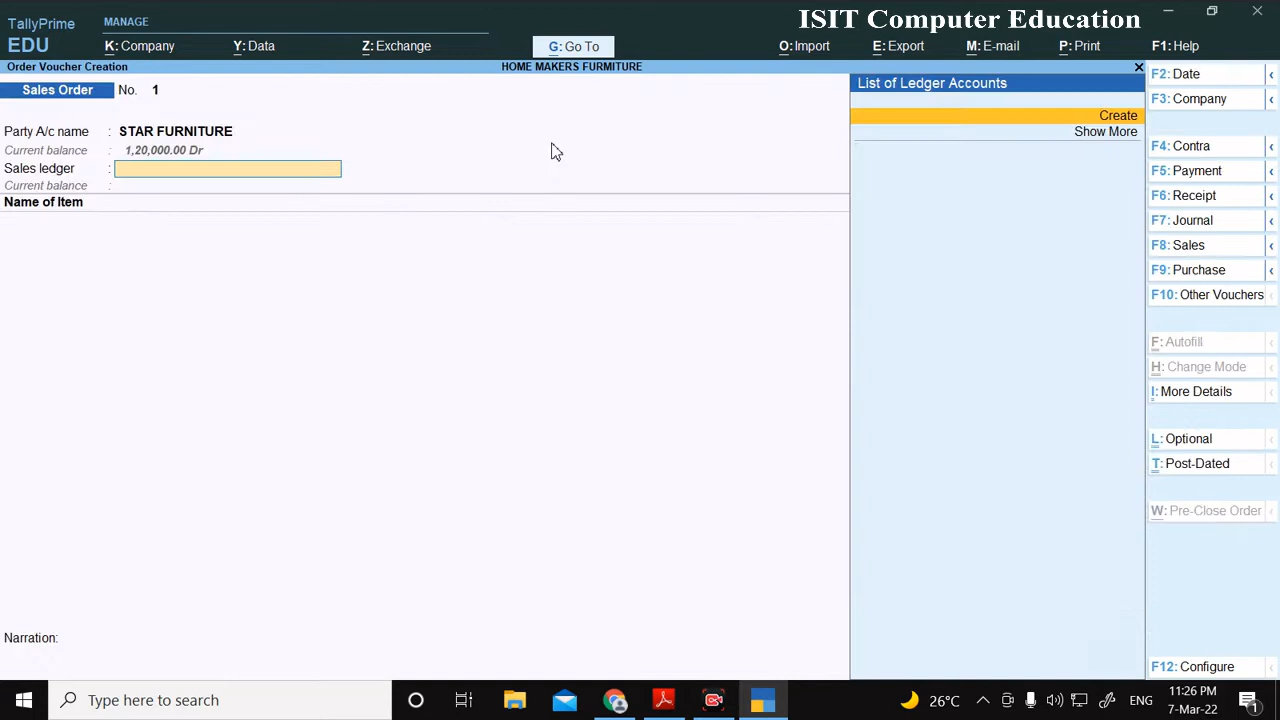 ISIT Computer Education
TallyPrime
EDU
MANAGE
K: Company
Y: Data
Z: Exchange
G: Go To
O: Import
E: Export
M: E-mail
P: Print
F1: Help
Order Voucher Creation
HOME MAKERS FURMITURE
Sales Order
No. 1
Party A/c name : STAR FURNITURE
Current balance : 1,20,000.00 Dr
Sales ledger :
Current balance :
Name of Item
Narration:
List of Ledger Accounts
Create
Show More
F2: Date
F3: Company
F4: Contra
F5: Payment
F6: Receipt
F7: Journal
F8: Sales
F9: Purchase
F10: Other Vouchers
F: Autofill
H: Change Mode
I: More Details
L: Optional
T: Post-Dated
W: Pre-Close Order
F12: Configure
Type here to search
26°C
ENG
11:26 PM
7-Mar-22
1